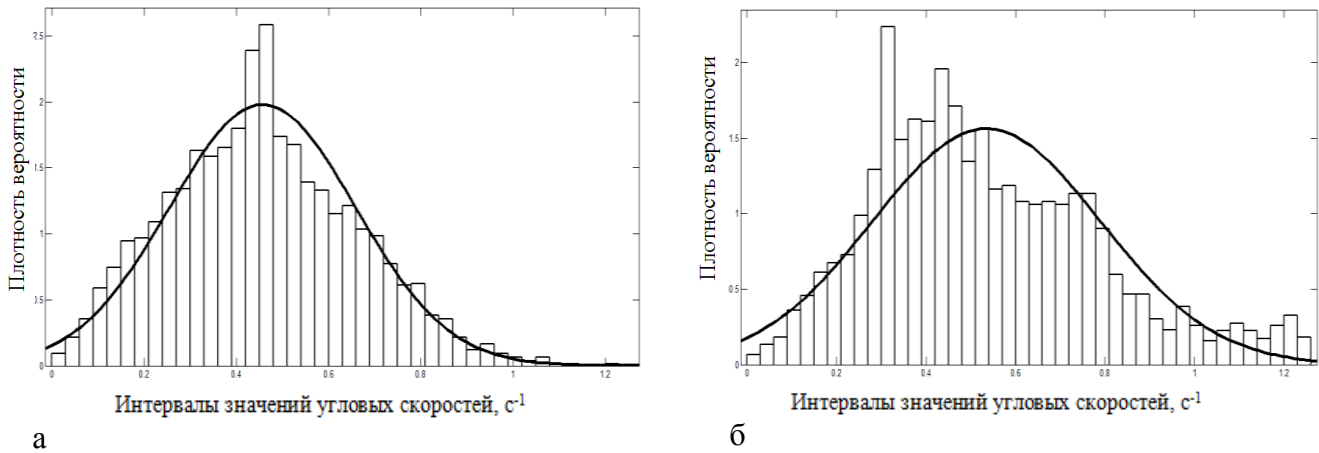 Плотность вероятности
2.5
2
1.5
1
0.5
0
0 0.2 0.4 0.6 0.8 1 1.2
Интервалы значений угловых скоростей, с⁻¹
а
Плотность вероятности
2
1.5
1
0.5
0
0 0.2 0.4 0.6 0.8 1 1.2
Интервалы значений угловых скоростей, с⁻¹
б